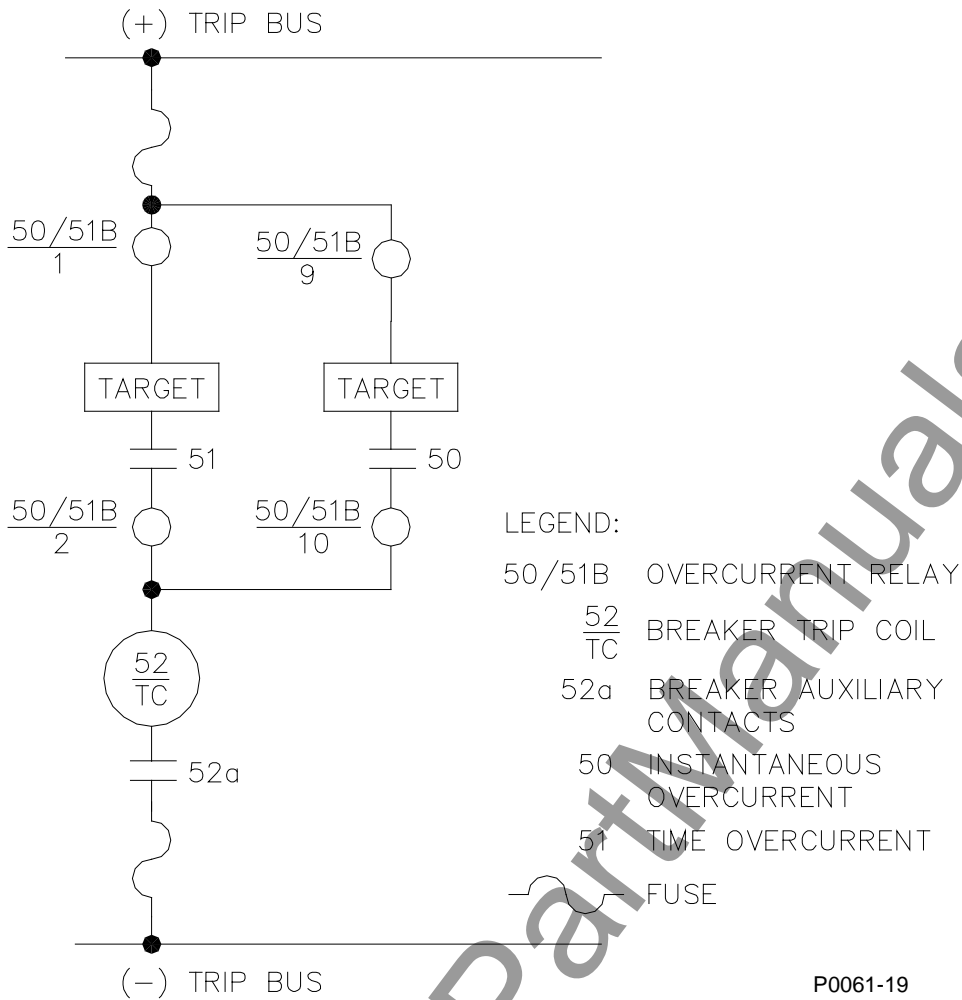 (+) TRIP BUS
50/51B
1
50/51B
9
TARGET
TARGET
51
50
50/51B
2
50/51B
10
52
TC
52a
(-) TRIP BUS
LEGEND:
50/51B OVERCURRENT RELAY
52
TC BREAKER TRIP COIL
52a BREAKER AUXILIARY
CONTACTS
50 INSTANTANEOUS
OVERCURRENT
51 TIME OVERCURRENT
FUSE
P0061-19
PartManuals